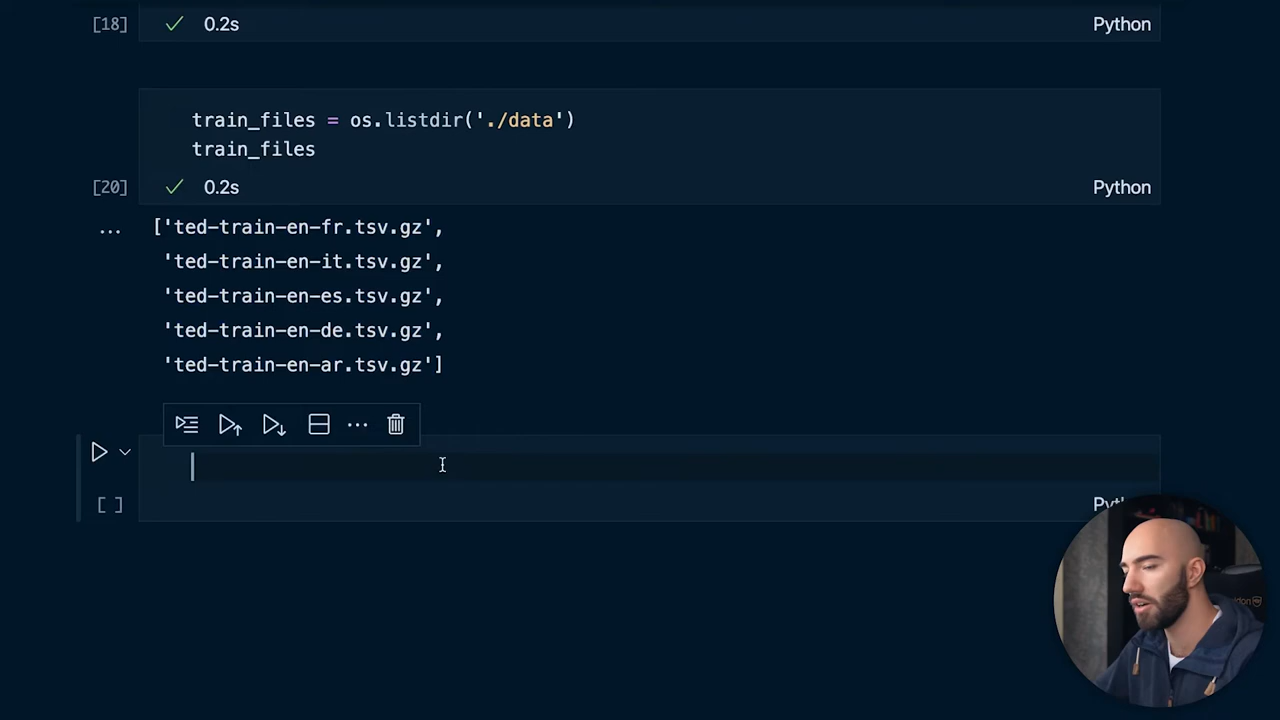 [18] 0.2s Python
train_files = os.listdir('./data')
train_files
[20] 0.2s Python
... ['ted-train-en-fr.tsv.gz',
'ted-train-en-it.tsv.gz',
'ted-train-en-es.tsv.gz',
'ted-train-en-de.tsv.gz',
'ted-train-en-ar.tsv.gz']
[ ]